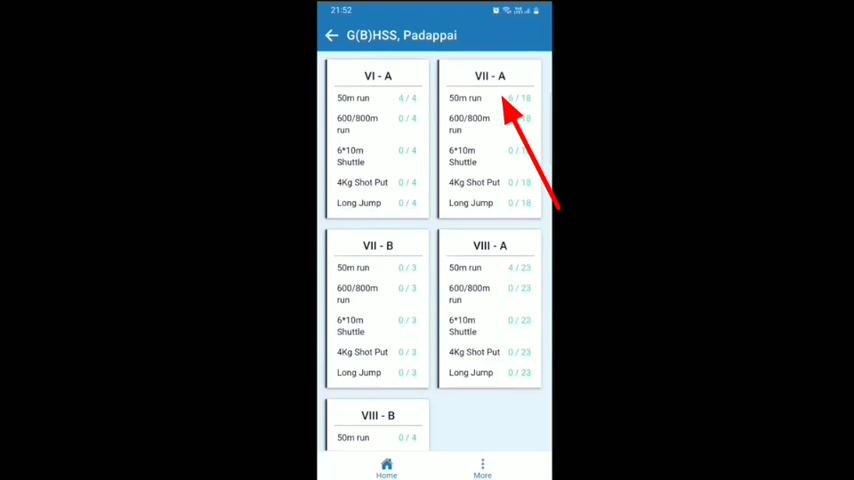 21:52
G(B)HSS, Padappai
VI - A
50m run 4 / 4
600/800m 0 / 4
run
6*10m 0 / 4
Shuttle
4Kg Shot Put 0 / 4
Long Jump 0 / 4
VII - A
50m run 6 / 18
600/800m 18
run
6*10m 0 /
Shuttle
4Kg Shot Put 0 / 18
Long Jump 0 / 18
VII - B
50m run 0 / 3
600/800m 0 / 3
run
6*10m 0 / 3
Shuttle
4Kg Shot Put 0 / 3
Long Jump 0 / 3
VIII - A
50m run 4 / 23
600/800m 0 / 23
run
6*10m 0 / 23
Shuttle
4Kg Shot Put 0 / 23
Long Jump 0 / 23
VIII - B
50m run 0 / 4
Home
More